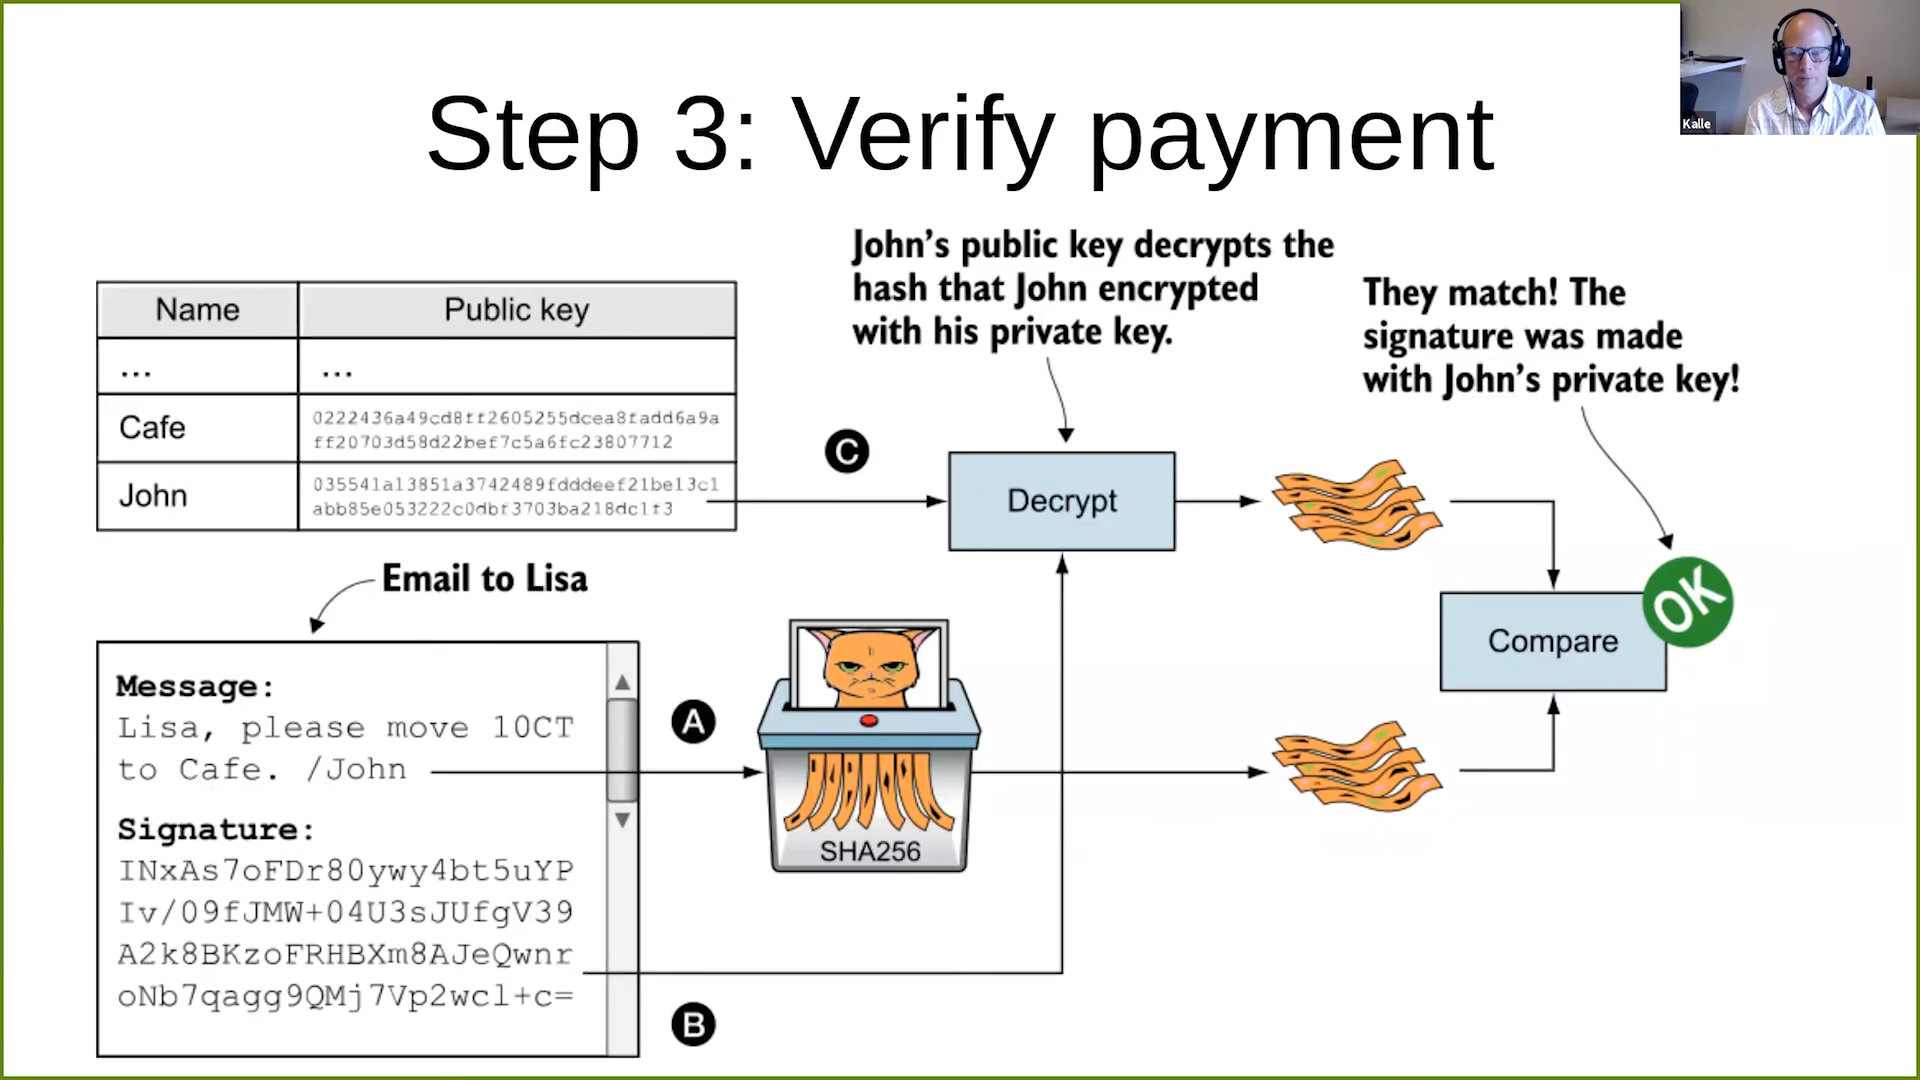 Kalle
Step 3: Verify payment
John's public key decrypts the
hash that John encrypted
with his private key.
They match! The
signature was made
with John's private key!
Name
Public key
...
...
Cafe
0222436a49cd8ff2605255dcea8fadd6a9a
ff20703d58d22bef7c5a6fc23807712
John
035541a13851a3742489fdddeef21be13c1
abb85e053222c0dbf3703ba218dc1f3
C
Decrypt
Email to Lisa
OK
Compare
Message:
Lisa, please move 10CT
to Cafe. /John
A
SHA256
Signature:
INxAs7oFDr80ywy4bt5uYP
Iv/09fJMW+04U3sJUfgV39
A2k8BKzoFRHBXm8AJeQwnr
oNb7qagg9QMj7Vp2wcl+c=
B